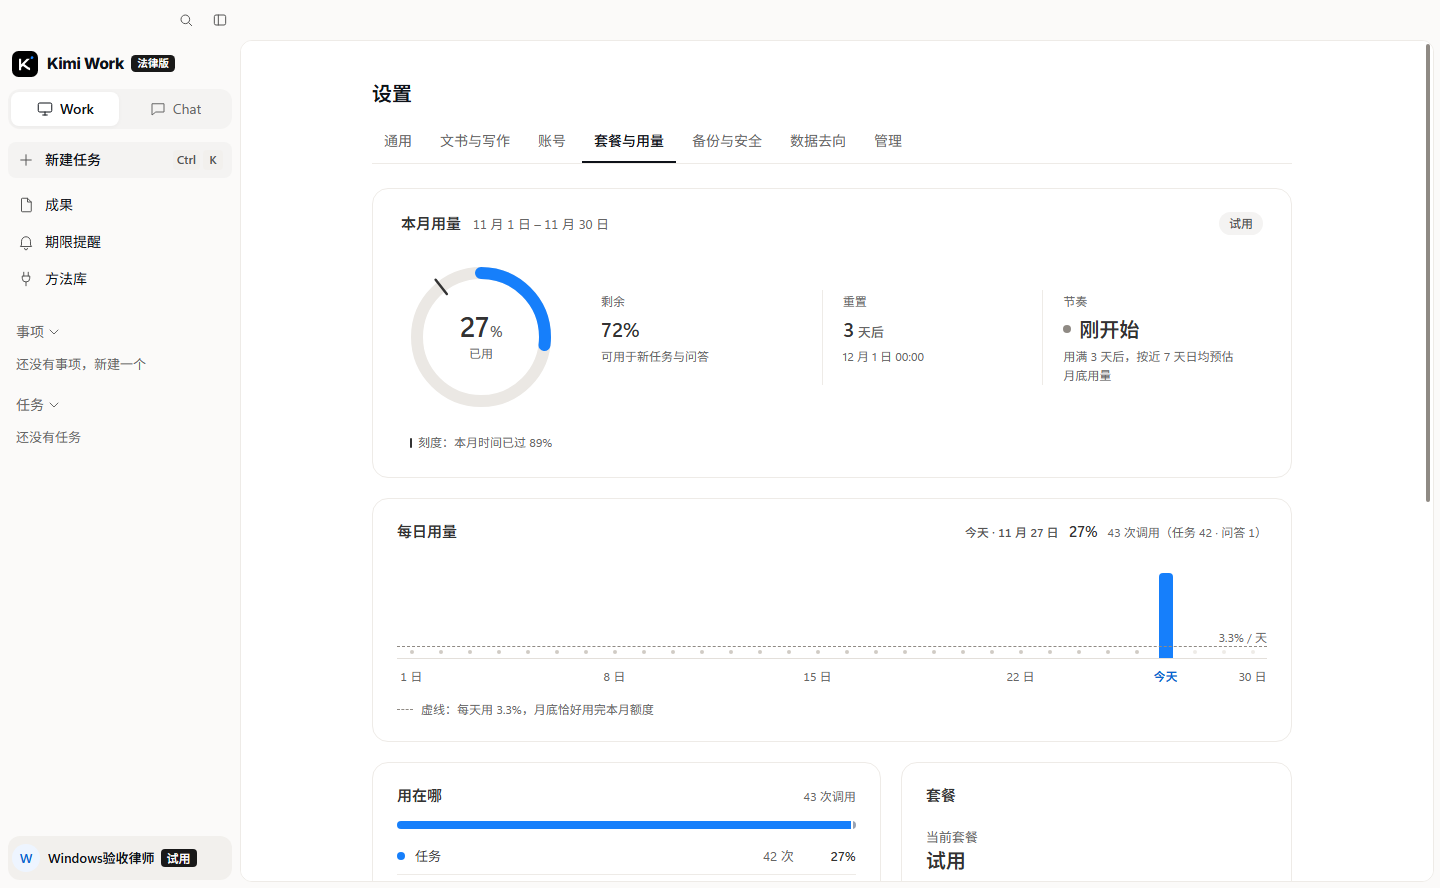 Kimi Work 法律版
Work
Chat
新建任务 Ctrl K
成果
期限提醒
方法库
事项
还没有事项，新建一个
任务
还没有任务
W Windows验收律师 试用
设置
通用 文书与写作 账号 套餐与用量 备份与安全 数据去向 管理
本月用量 11 月 1 日 – 11 月 30 日 试用
27%
已用
刻度：本月时间已过 89%
剩余
72%
可用于新任务与问答
重置
3 天后
12 月 1 日 00:00
节奏
刚开始
用满 3 天后，按近 7 天日均预估
月底用量
每日用量 今天 · 11 月 27 日 27% 43 次调用（任务 42 · 问答 1）
3.3% / 天
1 日 8 日 15 日 22 日 今天 30 日
虚线：每天用 3.3%，月底恰好用完本月额度
用在哪 43 次调用
任务 42 次 27%
套餐
当前套餐
试用